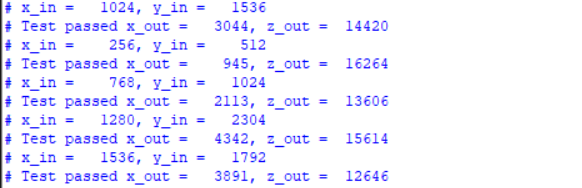 # x_in =   1024, y_in =   1536
# Test passed x_out =   3044, z_out =  14420
# x_in =    256, y_in =    512
# Test passed x_out =    945, z_out =  16264
# x_in =    768, y_in =   1024
# Test passed x_out =   2113, z_out =  13606
# x_in =   1280, y_in =   2304
# Test passed x_out =   4342, z_out =  15614
# x_in =   1536, y_in =   1792
# Test passed x_out =   3891, z_out =  12646